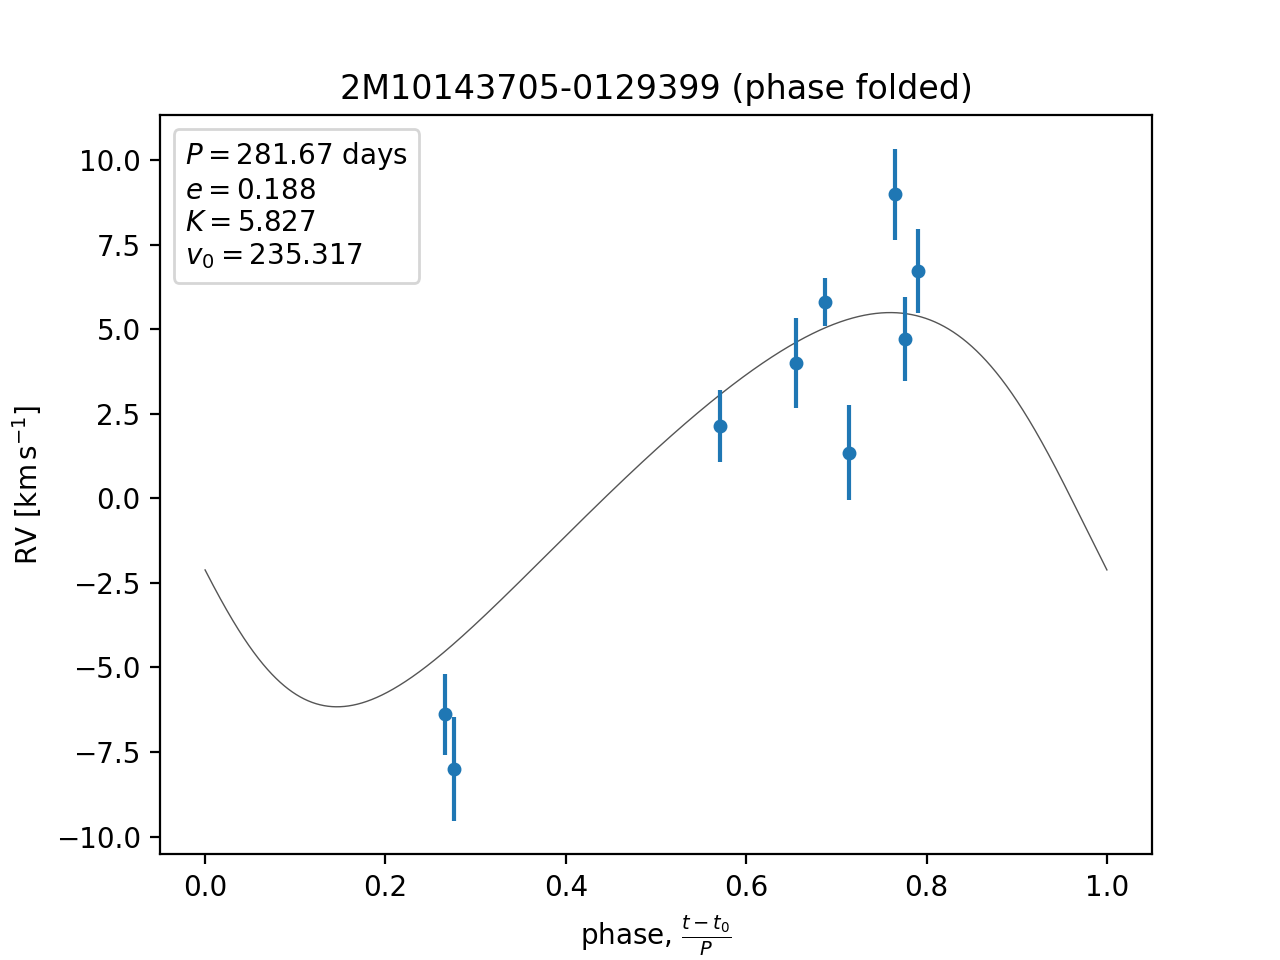 2M10143705-0129399 (phase folded)
P = 281.67 days
e = 0.188
K = 5.827
v₀ = 235.317
10.0
7.5
5.0
2.5
0.0
−2.5
−5.0
−7.5
−10.0
RV [km s⁻¹]
0.0 0.2 0.4 0.6 0.8 1.0
phase, (t − t₀)/P